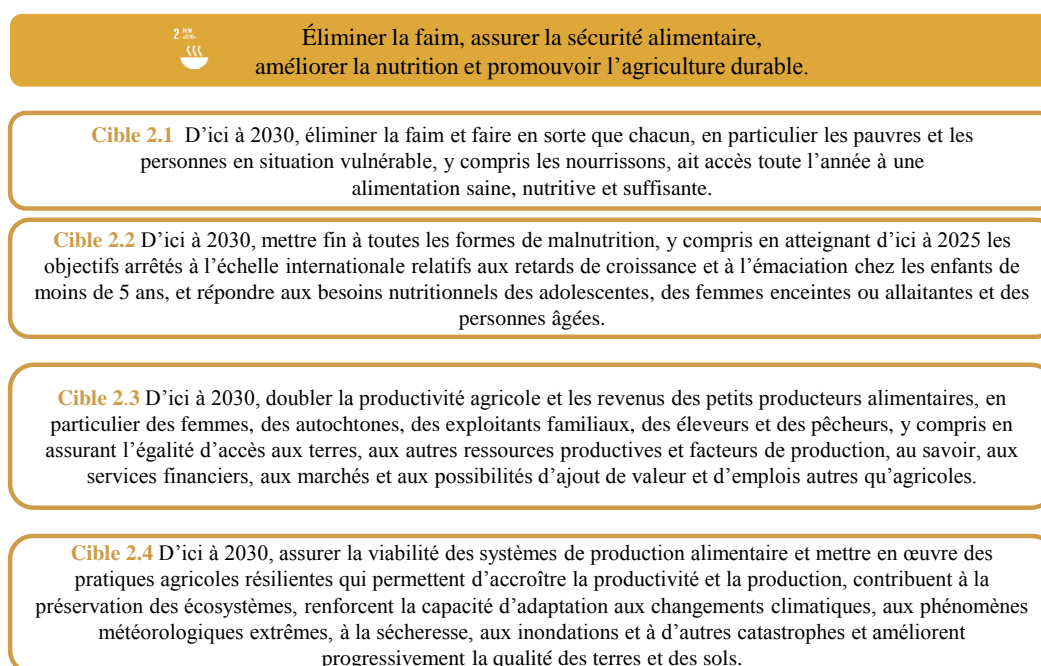 2 FAIM
«ZÉRO»
Éliminer la faim, assurer la sécurité alimentaire,
améliorer la nutrition et promouvoir l’agriculture durable.
Cible 2.1 D’ici à 2030, éliminer la faim et faire en sorte que chacun, en particulier les pauvres et les
personnes en situation vulnérable, y compris les nourrissons, ait accès toute l’année à une
alimentation saine, nutritive et suffisante.
Cible 2.2 D’ici à 2030, mettre fin à toutes les formes de malnutrition, y compris en atteignant d’ici à 2025 les
objectifs arrêtés à l’échelle internationale relatifs aux retards de croissance et à l’émaciation chez les enfants de
moins de 5 ans, et répondre aux besoins nutritionnels des adolescentes, des femmes enceintes ou allaitantes et des
personnes âgées.
Cible 2.3 D’ici à 2030, doubler la productivité agricole et les revenus des petits producteurs alimentaires, en
particulier des femmes, des autochtones, des exploitants familiaux, des éleveurs et des pêcheurs, y compris en
assurant l’égalité d’accès aux terres, aux autres ressources productives et facteurs de production, au savoir, aux
services financiers, aux marchés et aux possibilités d’ajout de valeur et d’emplois autres qu’agricoles.
Cible 2.4 D’ici à 2030, assurer la viabilité des systèmes de production alimentaire et mettre en œuvre des
pratiques agricoles résilientes qui permettent d’accroître la productivité et la production, contribuent à la
préservation des écosystèmes, renforcent la capacité d’adaptation aux changements climatiques, aux phénomènes
météorologiques extrêmes, à la sécheresse, aux inondations et à d’autres catastrophes et améliorent
progressivement la qualité des terres et des sols.